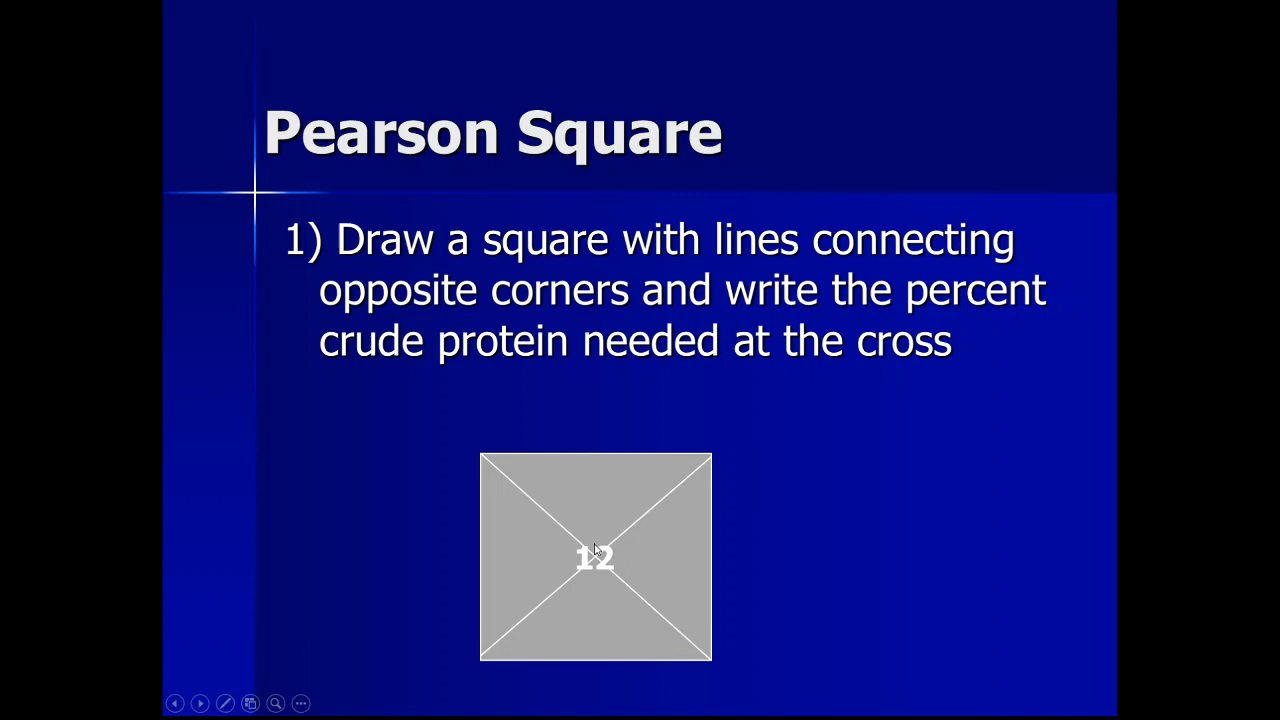 Pearson Square
1) Draw a square with lines connecting
opposite corners and write the percent
crude protein needed at the cross
12